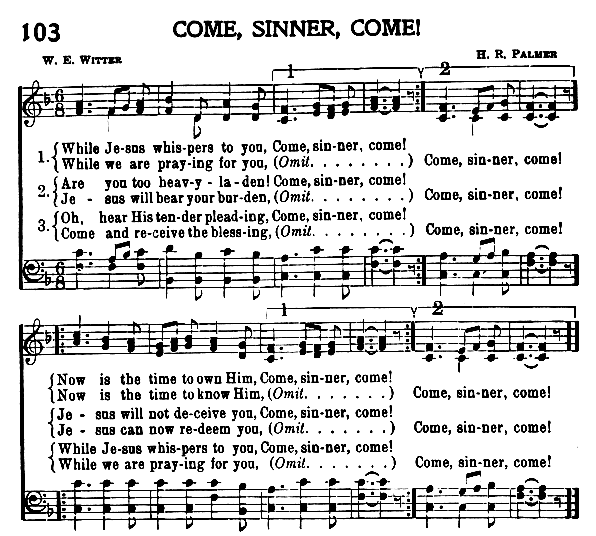 103 COME, SINNER, COME!
W. E. WITTER H. R. PALMER
1 2
1. While Je-sus whis-pers to you, Come, sin-ner, come!
While we are pray-ing for you, (Omit. . . . . . . . ) Come, sin-ner, come!
2. Are you too heav-y - la-den! Come, sin-ner, come!
Je - sus will bear your bur-den, (Omit. . . . . . . . ) Come, sin-ner, come!
3. Oh, hear His ten-der plead-ing, Come, sin-ner, come!
Come and re-ceive the bless-ing, (Omit. . . . . . . . ) Come, sin-ner, come!
1 2
Now is the time to own Him, Come, sin-ner, come!
Now is the time to know Him, (Omit. . . . . . . ) Come, sin-ner, come!
Je - sus will not de-ceive you, Come, sin-ner, come!
Je - sus can now re-deem you, (Omit. . . . . . . ) Come, sin-ner, come!
While Je-sus whis-pers to you, Come, sin-ner, come!
While we are pray-ing for you, (Omit. . . . . . . ) Come, sin-ner, come!